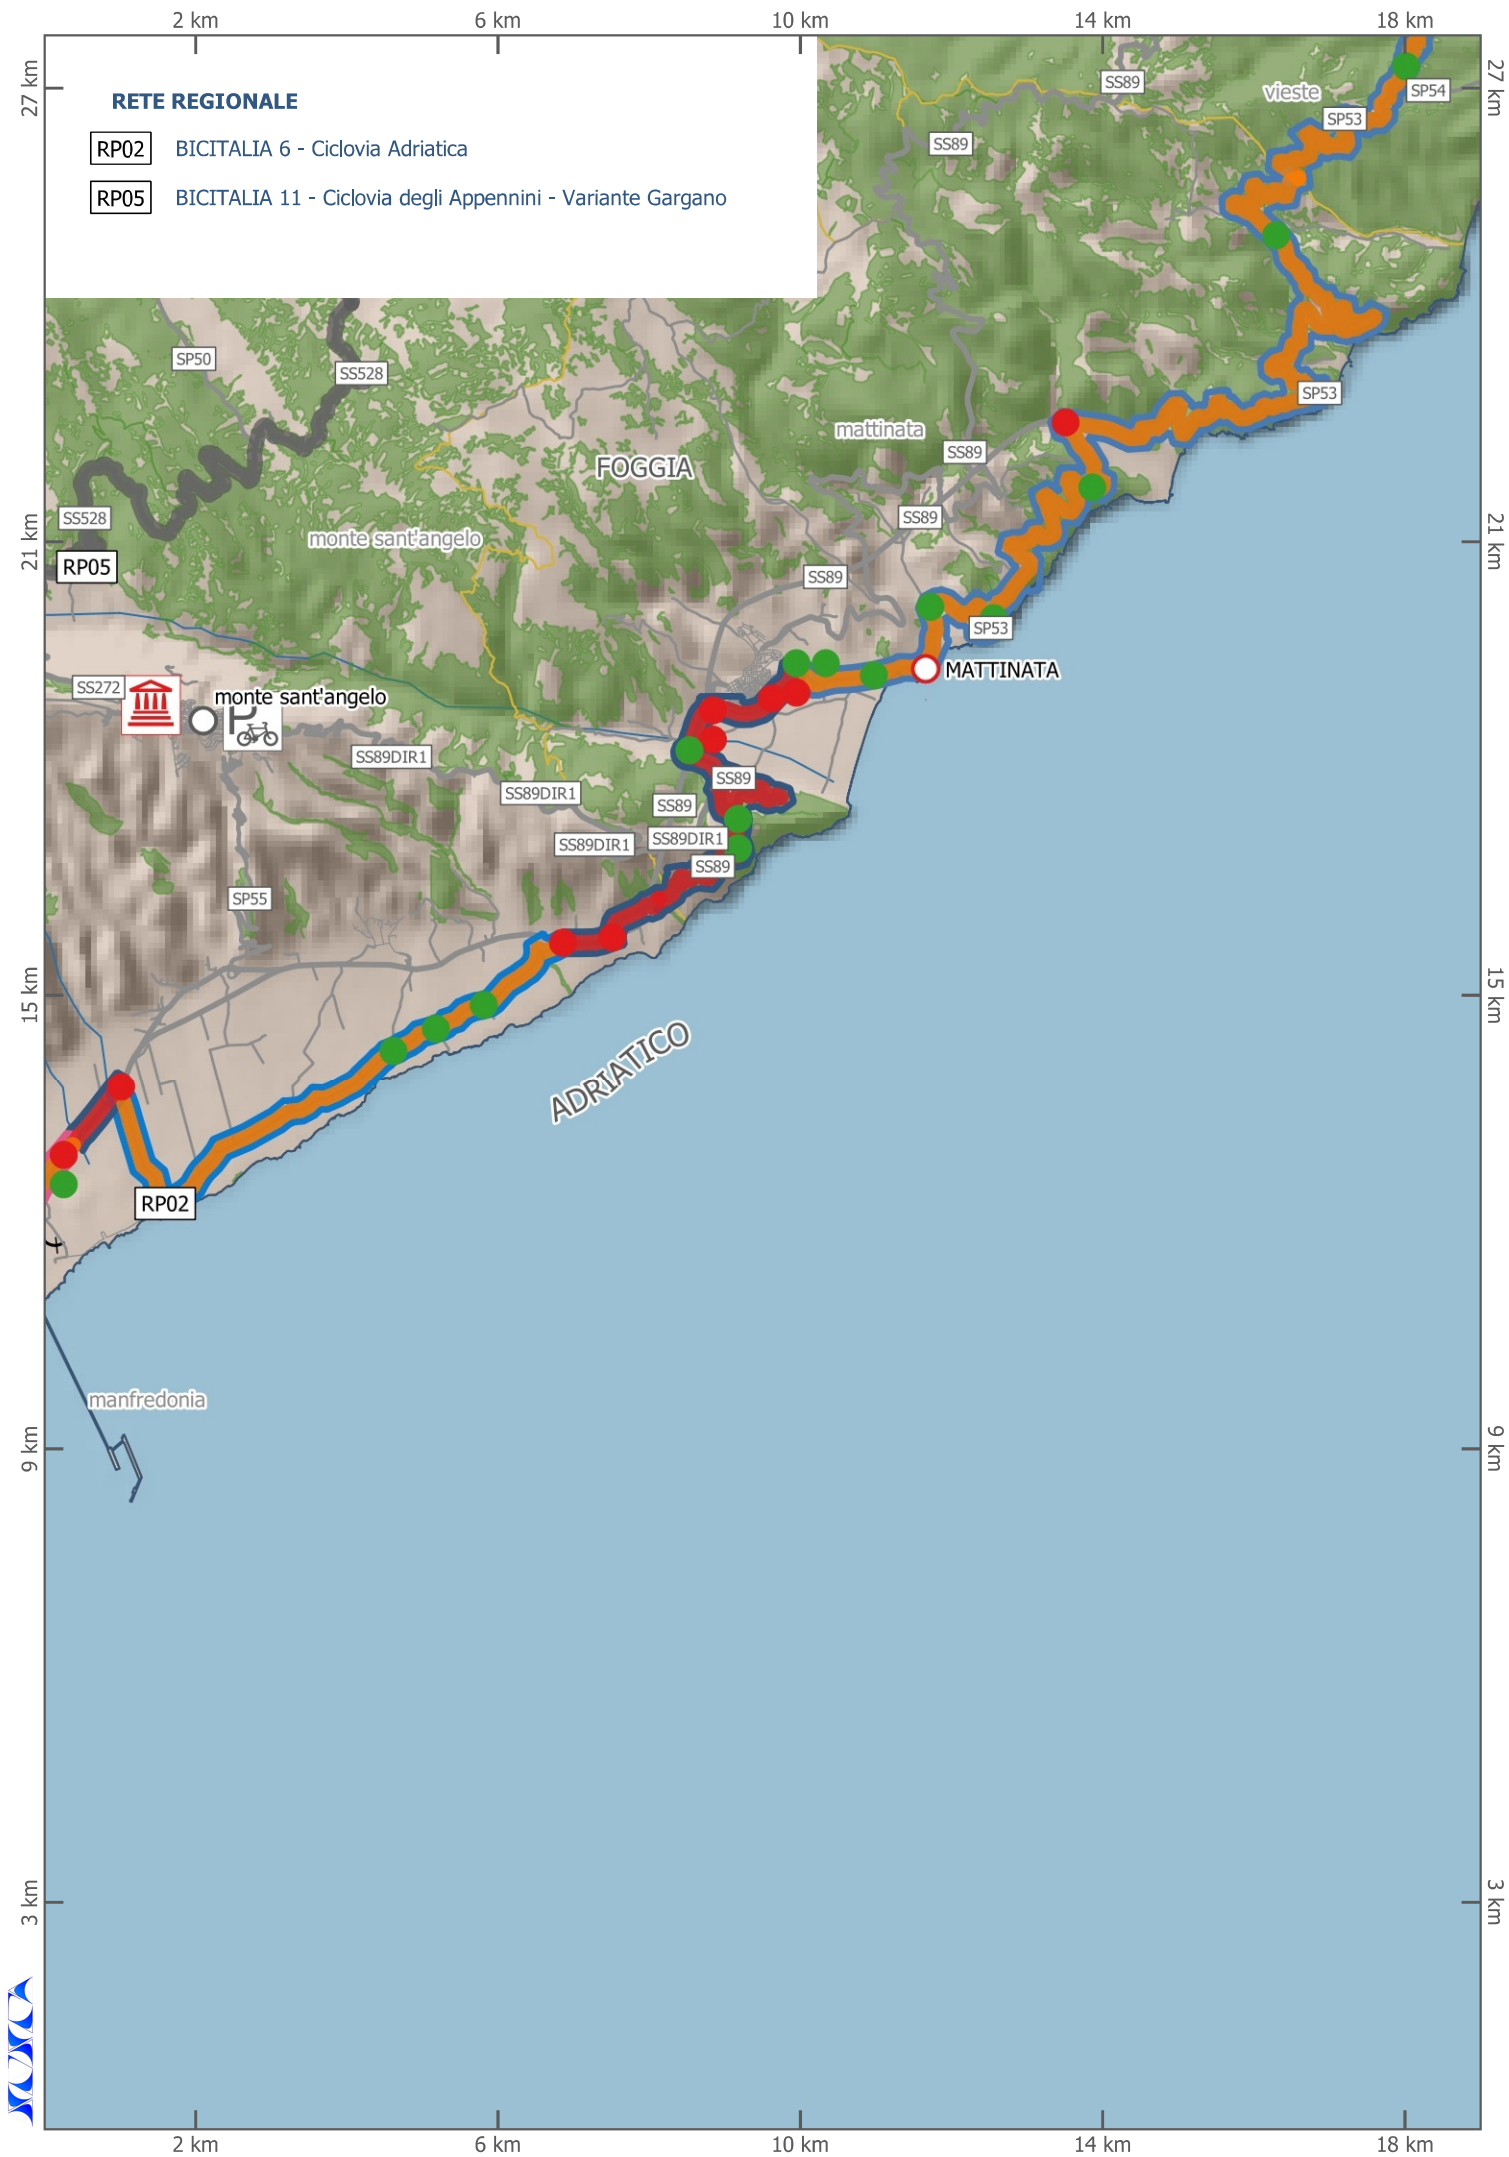 2 km
6 km
10 km
14 km
18 km
27 km
27 km
RETE REGIONALE
RP02 BICITALIA 6 - Ciclovia Adriatica
RP05 BICITALIA 11 - Ciclovia degli Appennini - Variante Gargano
SS89
vieste
SP54
SP53
SS89
SP50
SS528
SP53
mattinata
SS89
FOGGIA
SS528
SS89
monte sant'angelo
21 km
21 km
RP05
SS89
SP53
MATTINATA
SS272
monte sant'angelo
P
SS89DIR1
SS89
SS89DIR1
SS89
SS89DIR1
SS89DIR1
SS89
SP55
15 km
15 km
ADRIATICO
RP02
manfredonia
9 km
9 km
3 km
3 km
2 km
6 km
10 km
14 km
18 km